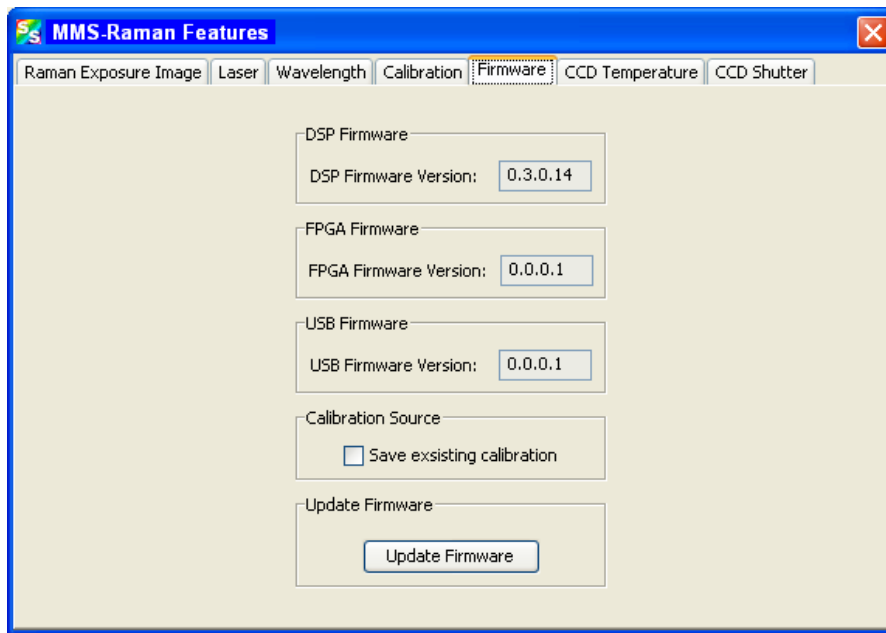 SS MMS-Raman Features
Raman Exposure Image Laser Wavelength Calibration Firmware CCD Temperature CCD Shutter
DSP Firmware
DSP Firmware Version: 0.3.0.14
FPGA Firmware
FPGA Firmware Version: 0.0.0.1
USB Firmware
USB Firmware Version: 0.0.0.1
Calibration Source
Save exsisting calibration
Update Firmware
Update Firmware